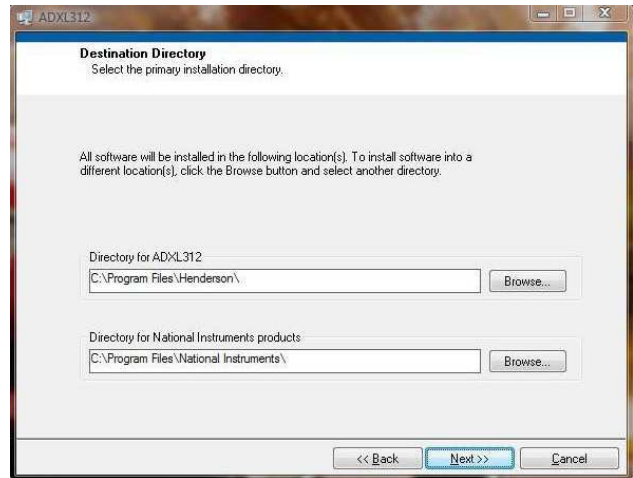 ADXL312
Destination Directory
Select the primary installation directory.
All software will be installed in the following location(s). To install software into a
different location(s), click the Browse button and select another directory.
Directory for ADXL312
C:\Program Files\Henderson\
Browse...
Directory for National Instruments products
C:\Program Files\National Instruments\
Browse...
<< Back
Next >>
Cancel